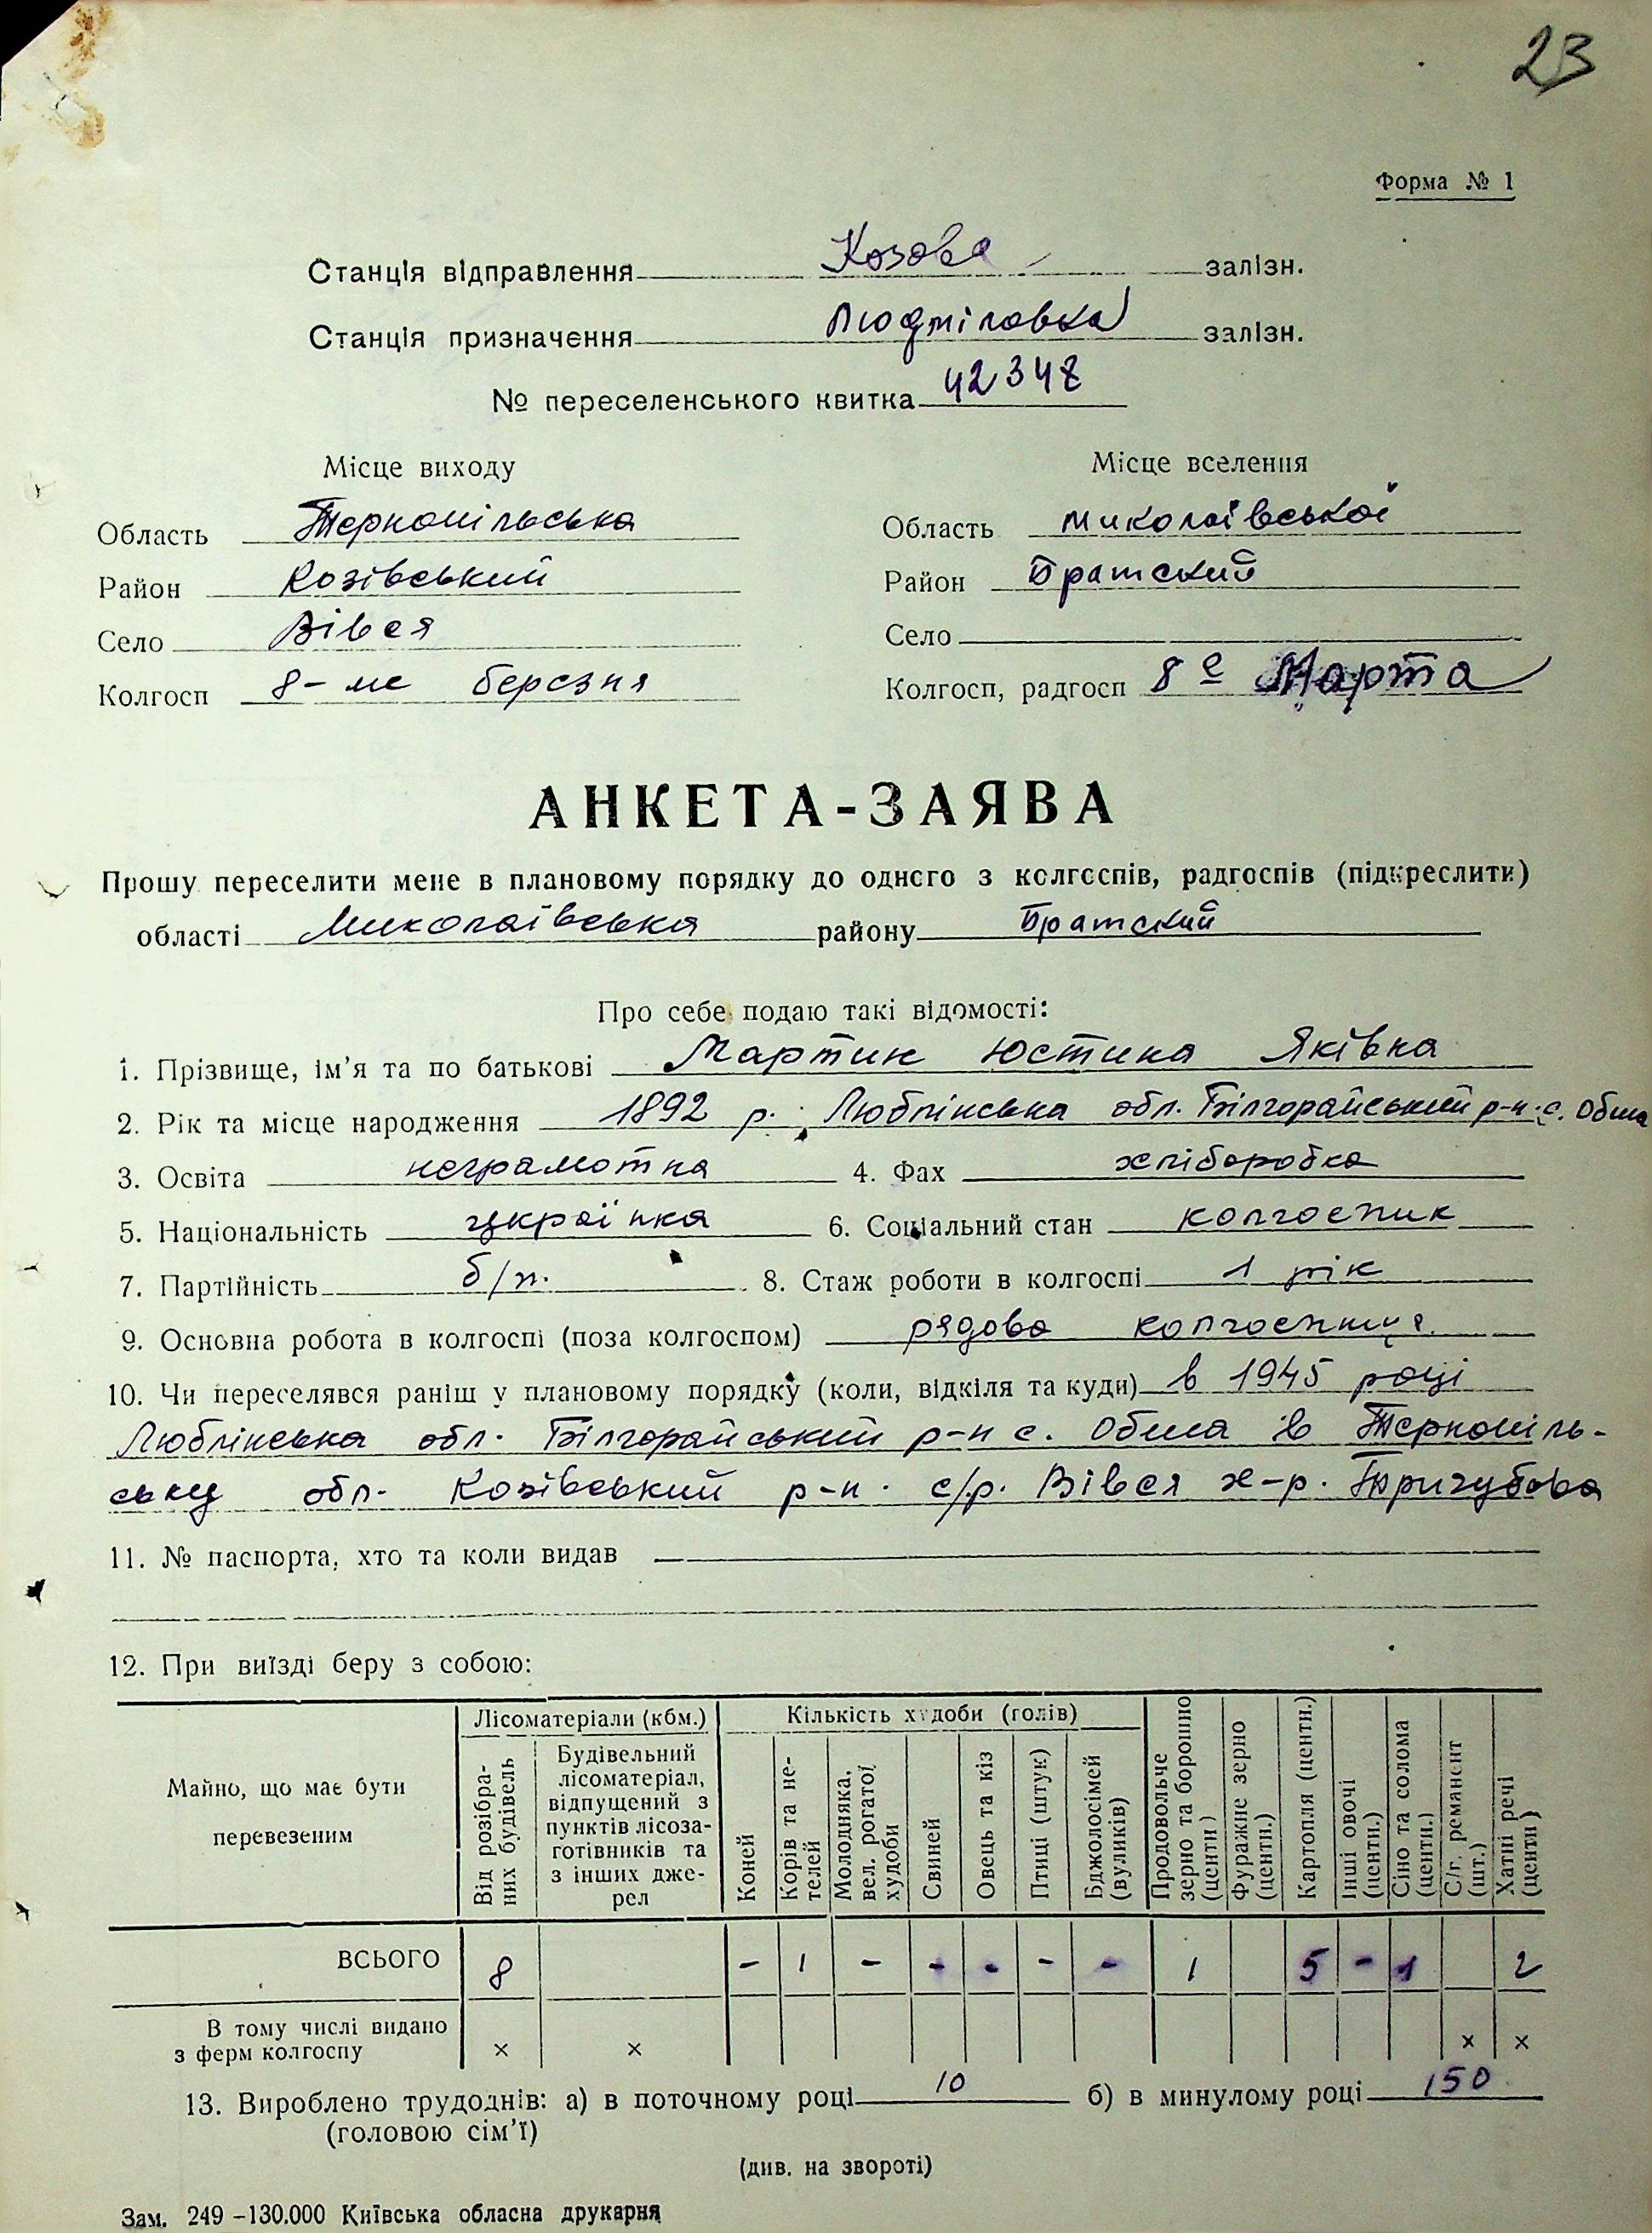 23
Форма № 1
Станція відправлення Козова залізн.
Станція призначення Людміловка залізн.
№ переселенського квитка 42348
Місце виходу Місце вселення
Область Тернопільська Область Миколаївської
Район Козівський Район Братский
Село Вівся Село
Колгосп 8-ме березня Колгосп, радгосп 8е Марта
АНКЕТА-ЗАЯВА
Прошу переселити мене в плановому порядку до одного з колгоспів, радгоспів (підкреслити)
області Миколаївська району Братский
Про себе подаю такі відомості:
1. Прізвище, ім'я та по батькові Мартин Юстина Яківна
2. Рік та місце народження 1892 р. Люблінська обл. Білгорайський р-н. с. Обша
3. Освіта неграмотна 4. Фах хліборобка
5. Національність українка 6. Соціальний стан колгоспник
7. Партійність б/п. 8. Стаж роботи в колгоспі 1 рік
9. Основна робота в колгоспі (поза колгоспом) рядова колгоспниця.
10. Чи переселявся раніш у плановому порядку (коли, відкіля та куди) в 1945 році
Люблінська обл. Білгорайський р-н с. Обша в Тернопіль-
ську обл. Козівський р-н. с/р. Вівся х-р. Тригубова
11. № паспорта, хто та коли видав
12. При виїзді беру з собою:
Майно, що має бути перевезеним
Лісоматеріали (кбм.)
Від розібра-
них будівель
Будівельний
лісоматеріал,
відпущений з
пунктів лісоза-
готівників та
з інших дже-
рел
Кількість худоби (голів)
Коней
Корів та не-
телей
Молодняка,
вел. рогатої
худоби
Свиней
Овець та кіз
Птиці (штук)
Бджолосімей
(вуликів)
Продовольче
зерно та борошно
(центн.)
Фуражне зерно
(центн.)
Картопля (центн.)
Інші овочі
(центн.)
Сіно та солома
(центн.)
С/г. реманент
(шт.)
Хатні речі
(центн.)
ВСЬОГО 8 - 1 - - - - - 1 5 - 1 2
В тому числі видано
з ферм колгоспу × × × ×
13. Вироблено трудоднів: а) в поточному році 10 б) в минулому році 150
(головою сім'ї)
(див. на звороті)
Зам. 249 -130.000 Київська обласна друкарня